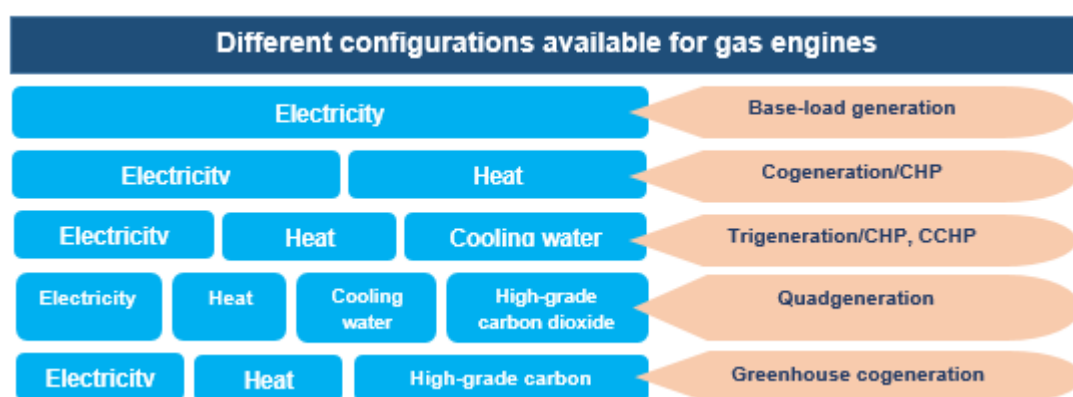 Different configurations available for gas engines
Electricity
Base-load generation
Electricity
Heat
Cogeneration/CHP
Electricity
Heat
Cooling water
Trigeneration/CHP, CCHP
Electricity
Heat
Cooling
water
High-grade
carbon dioxide
Quadgeneration
Electricity
Heat
High-grade carbon
Greenhouse cogeneration